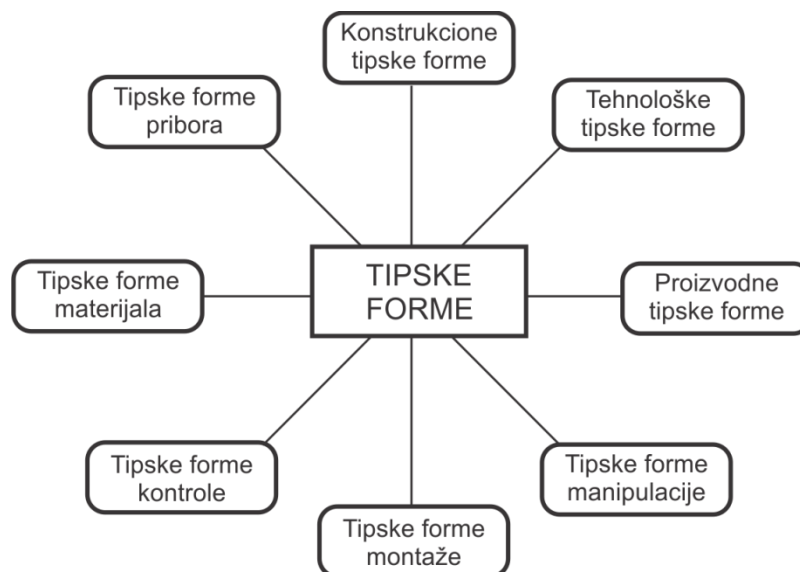 Konstrukcione
tipske forme
Tipske forme
pribora
Tehnološke
tipske forme
Tipske forme
materijala
TIPSKE
FORME
Proizvodne
tipske forme
Tipske forme
kontrole
Tipske forme
manipulacije
Tipske forme
montaže